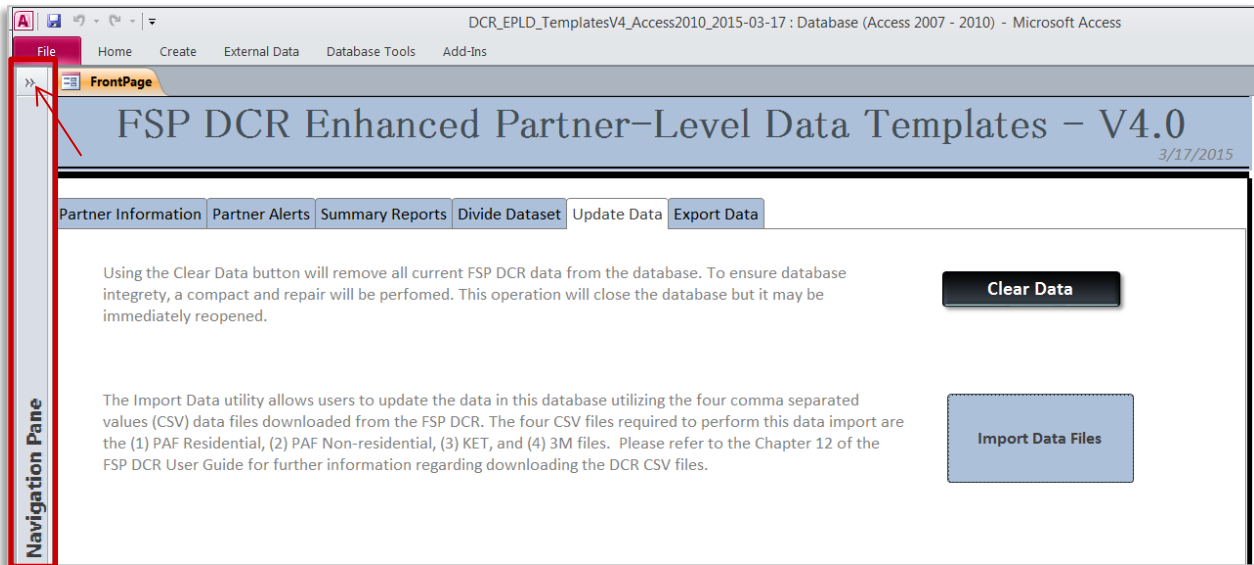 DCR_EPLD_TemplatesV4_Access2010_2015-03-17 : Database (Access 2007 - 2010) - Microsoft Access
File Home Create External Data Database Tools Add-Ins
» FrontPage
FSP DCR Enhanced Partner-Level Data Templates - V4.0
3/17/2015
Partner Information Partner Alerts Summary Reports Divide Dataset Update Data Export Data
Using the Clear Data button will remove all current FSP DCR data from the database. To ensure database
integrety, a compact and repair will be perfomed. This operation will close the database but it may be
immediately reopened.
Clear Data
The Import Data utility allows users to update the data in this database utilizing the four comma separated
values (CSV) data files downloaded from the FSP DCR. The four CSV files required to perform this data import are
the (1) PAF Residential, (2) PAF Non-residential, (3) KET, and (4) 3M files.  Please refer to the Chapter 12 of the
FSP DCR User Guide for further information regarding downloading the DCR CSV files.
Import Data Files
Navigation Pane